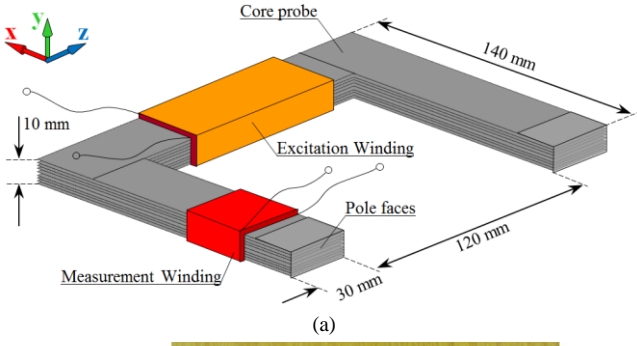 Core probe
y
x
z
140 mm
10 mm
Excitation Winding
Pole faces
120 mm
Measurement Winding
30 mm
(a)